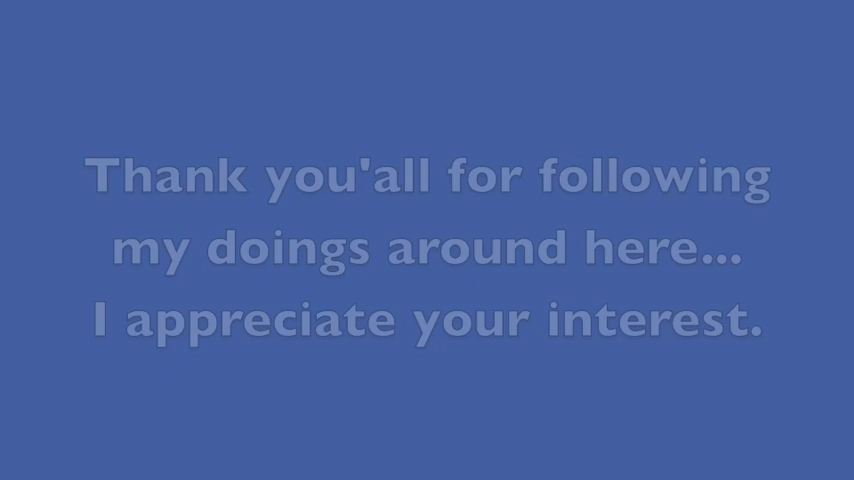 Thank you'all for following
my doings around here...
I appreciate your interest.